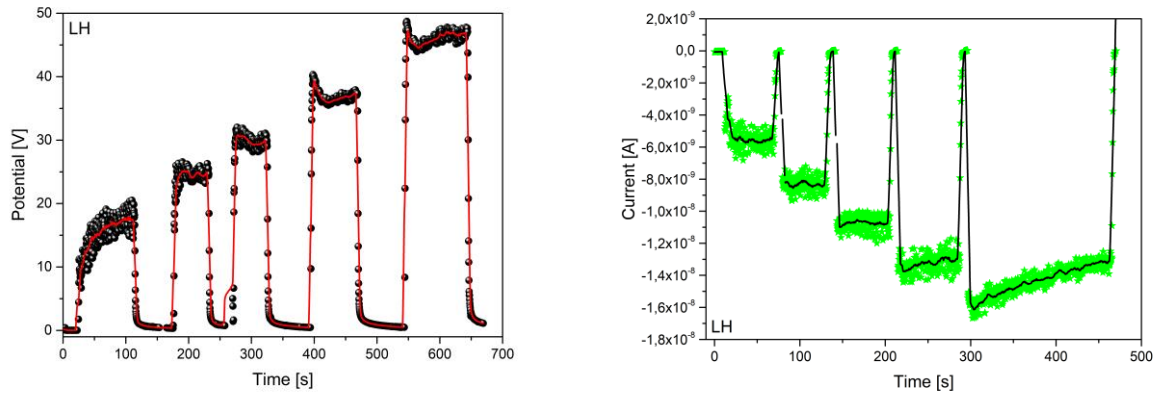 LH
Potential [V]
50
40
30
20
10
0
0 100 200 300 400 500 600 700
Time [s]
LH
Current [A]
2,0x10⁻⁹
0,0
-2,0x10⁻⁹
-4,0x10⁻⁹
-6,0x10⁻⁹
-8,0x10⁻⁹
-1,0x10⁻⁸
-1,2x10⁻⁸
-1,4x10⁻⁸
-1,6x10⁻⁸
-1,8x10⁻⁸
0 100 200 300 400 500
Time [s]